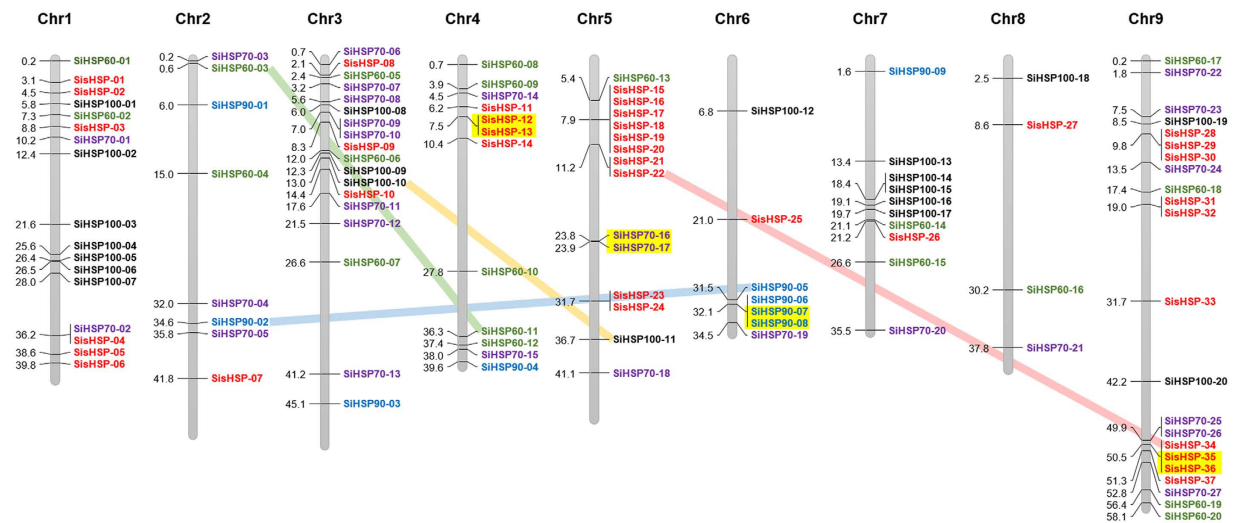 Chr1
0.2 SiHSP60-01
3.1 SisHSP-01
4.5 SisHSP-02
5.8 SiHSP100-01
7.3 SiHSP60-02
8.8 SisHSP-03
10.2 SiHSP70-01
12.4 SiHSP100-02
21.6 SiHSP100-03
25.6 SiHSP100-04
26.4 SiHSP100-05
26.5 SiHSP100-06
28.0 SiHSP100-07
SiHSP70-02
36.2 SisHSP-04
38.6 SisHSP-05
39.8 SisHSP-06
Chr2
0.2 SiHSP70-03
0.6 SiHSP60-03
6.0 SiHSP90-01
15.0 SiHSP60-04
32.0 SiHSP70-04
34.6 SiHSP90-02
35.8 SiHSP70-05
41.8 SisHSP-07
Chr3
0.7 SiHSP70-06
2.1 SisHSP-08
2.4 SiHSP60-05
3.2 SiHSP70-07
5.6 SiHSP70-08
6.0 SiHSP100-08
SiHSP70-09
7.0 SiHSP70-10
8.3 SisHSP-09
12.0 SiHSP60-06
12.3 SiHSP100-09
13.0 SiHSP100-10
14.4 SisHSP-10
17.6 SiHSP70-11
21.5 SiHSP70-12
26.6 SiHSP60-07
41.2 SiHSP70-13
45.1 SiHSP90-03
Chr4
0.7 SiHSP60-08
3.9 SiHSP60-09
4.5 SiHSP70-14
6.2 SisHSP-11
SisHSP-12
7.5 SisHSP-13
10.4 SisHSP-14
27.8 SiHSP60-10
36.3 SiHSP60-11
37.4 SiHSP60-12
38.0 SiHSP70-15
39.6 SiHSP90-04
Chr5
5.4 SiHSP60-13
SisHSP-15
SisHSP-16
SisHSP-17
7.9 SisHSP-18
SisHSP-19
SisHSP-20
SisHSP-21
11.2 SisHSP-22
23.8 SiHSP70-16
23.9 SiHSP70-17
SisHSP-23
31.7 SisHSP-24
36.7 SiHSP100-11
41.1 SiHSP70-18
Chr6
6.8 SiHSP100-12
21.0 SisHSP-25
31.5 SiHSP90-05
SiHSP90-06
32.1 SiHSP90-07
SiHSP90-08
34.5 SiHSP70-19
Chr7
1.6 SiHSP90-09
13.4 SiHSP100-13
SiHSP100-14
18.4 SiHSP100-15
19.1 SiHSP100-16
19.7 SiHSP100-17
21.1 SiHSP60-14
21.2 SisHSP-26
26.6 SiHSP60-15
35.5 SiHSP70-20
Chr8
2.5 SiHSP100-18
8.6 SisHSP-27
30.2 SiHSP60-16
37.8 SiHSP70-21
Chr9
0.2 SiHSP60-17
1.8 SiHSP70-22
7.5 SiHSP70-23
8.5 SiHSP100-19
SisHSP-28
9.8 SisHSP-29
SisHSP-30
13.5 SiHSP70-24
17.4 SiHSP60-18
SisHSP-31
19.0 SisHSP-32
31.7 SisHSP-33
42.2 SiHSP100-20
SiHSP70-25
49.9 SiHSP70-26
SisHSP-34
50.5 SisHSP-35
SisHSP-36
51.3 SisHSP-37
52.8 SiHSP70-27
56.4 SiHSP60-19
58.1 SiHSP60-20